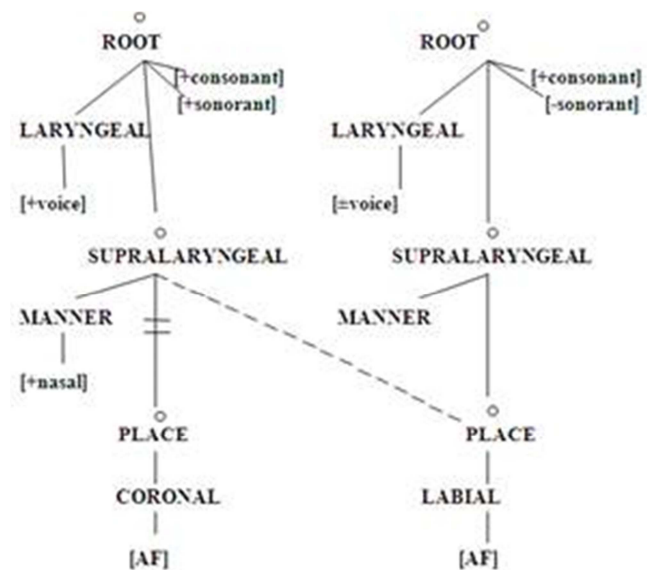 ROOT ROOT
[+consonant] [+consonant]
[+sonorant] [-sonorant]
LARYNGEAL LARYNGEAL
[+voice] [±voice]
SUPRALARYNGEAL SUPRALARYNGEAL
MANNER MANNER
[+nasal]
PLACE PLACE
CORONAL LABIAL
[AF] [AF]